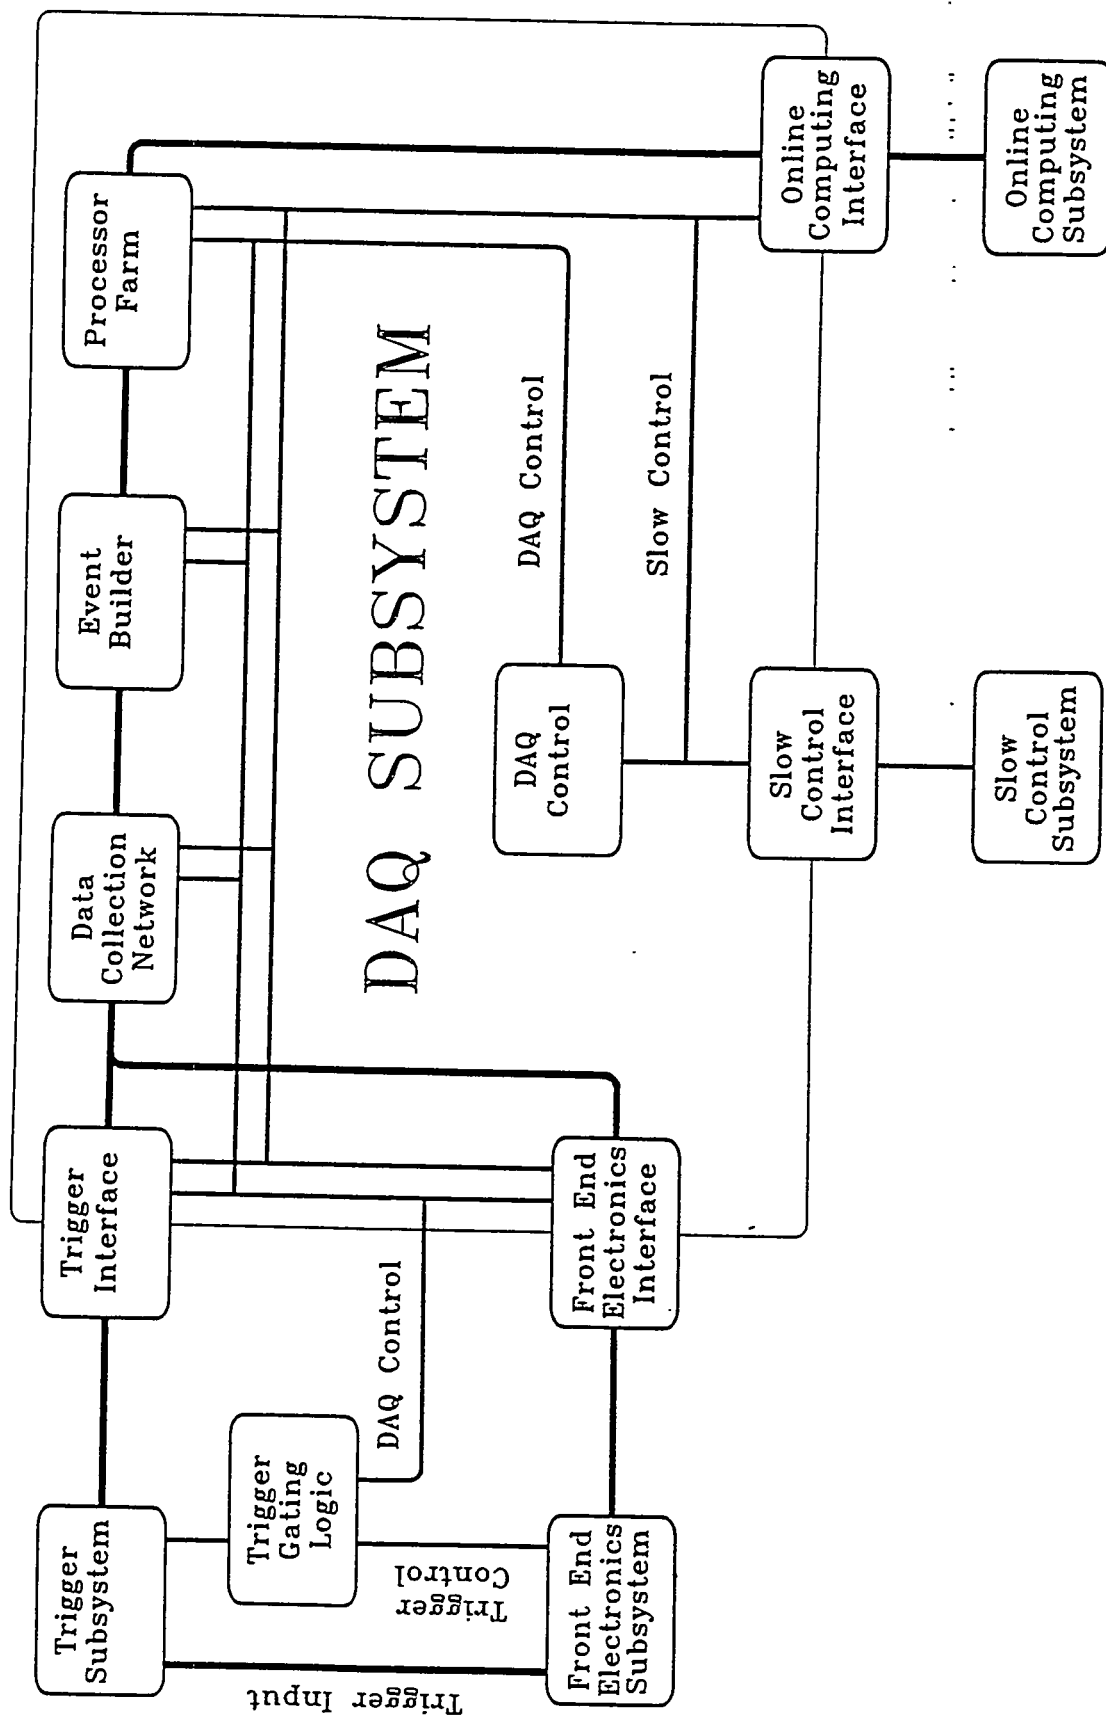 Trigger
Subsystem
Trigger
Interface
Data
Collection
Network
Event
Builder
Processor
Farm
Trigger
Gating
Logic
DAQ SUBSYSTEM
Trigger Input
Trigger
Control
DAQ Control
DAQ Control
DAQ
Control
Slow Control
Front End
Electronics
Subsystem
Front End
Electronics
Interface
Slow
Control
Interface
Online
Computing
Interface
Slow
Control
Subsystem
Online
Computing
Subsystem